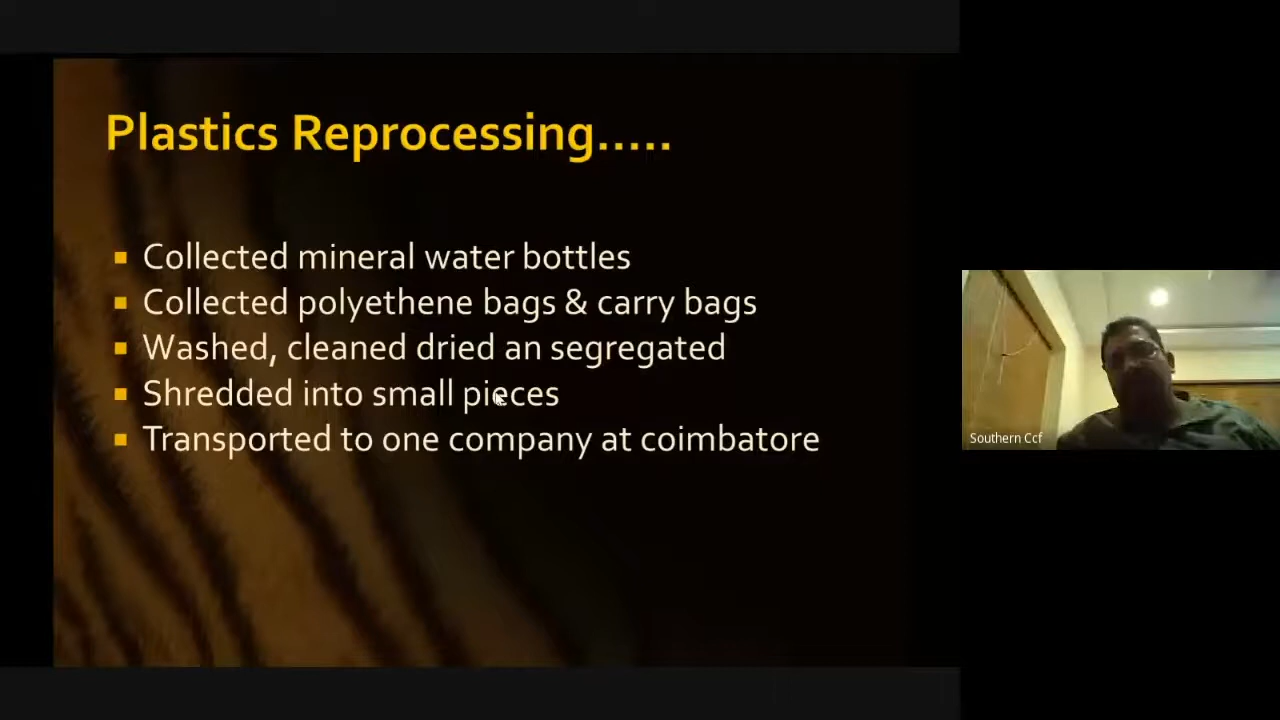 Plastics Reprocessing.....
Collected mineral water bottles
Collected polyethene bags & carry bags
Washed, cleaned dried an segregated
Shredded into small pieces
Transported to one company at coimbatore
Southern Ccf